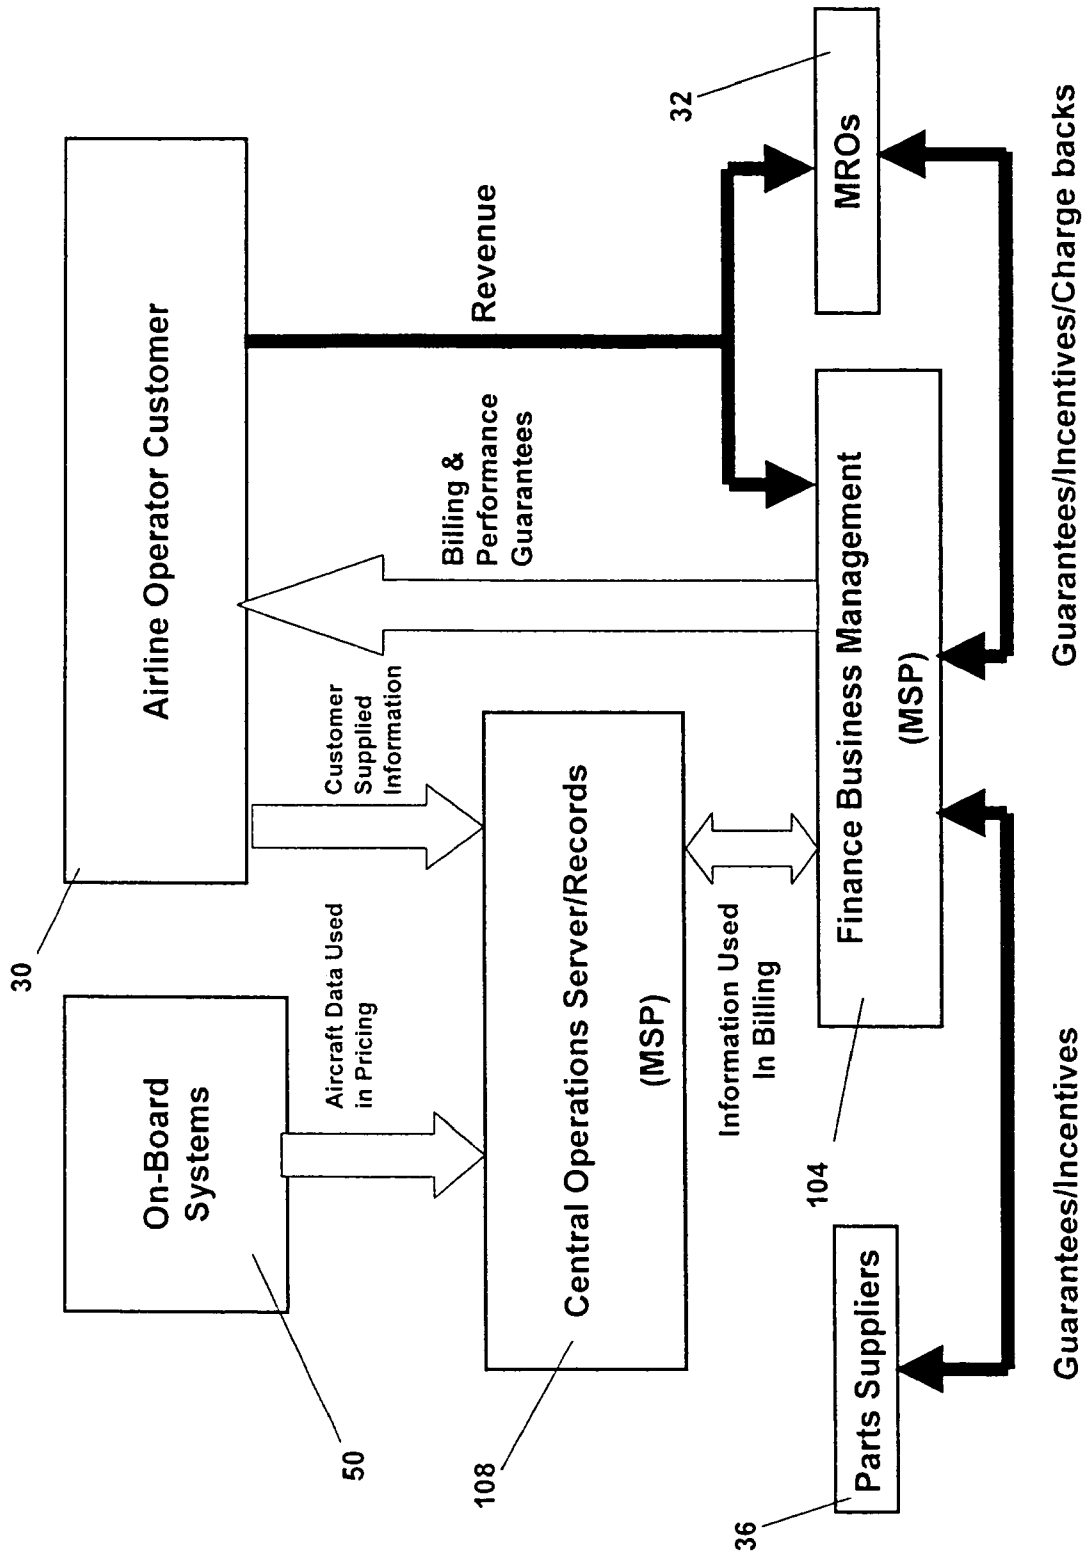 50
On-Board
Systems
30
Airline Operator Customer
Aircraft Data Used
in Pricing
Customer
Supplied
Information
Billing &
Performance
Guarantees
Revenue
108
Central Operations Server/Records
(MSP)
Information Used
In Billing
36
Parts Suppliers
104
Finance Business Management
(MSP)
32
MROs
Guarantees/Incentives
Guarantees/Incentives/Charge backs